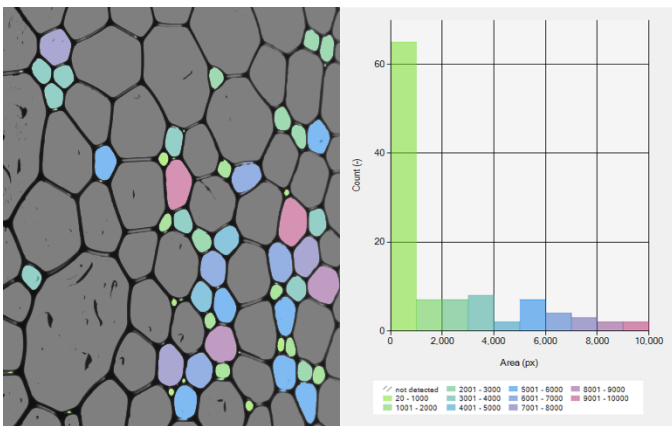 60
40
20
0
Count (-)
0 2,000 4,000 6,000 8,000 10,000
Area (px)
not detected 2001 - 3000 5001 - 6000 8001 - 9000
20 - 1000 3001 - 4000 6001 - 7000 9001 - 10000
1001 - 2000 4001 - 5000 7001 - 8000